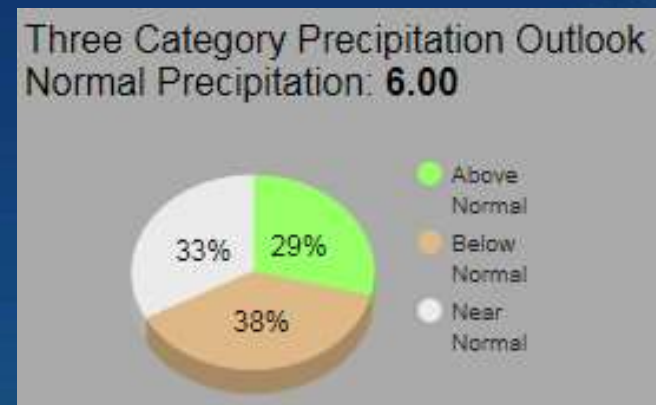 Three Category Precipitation Outlook
Normal Precipitation: 6.00
33%
29%
38%
Above
Normal
Below
Normal
Near
Normal